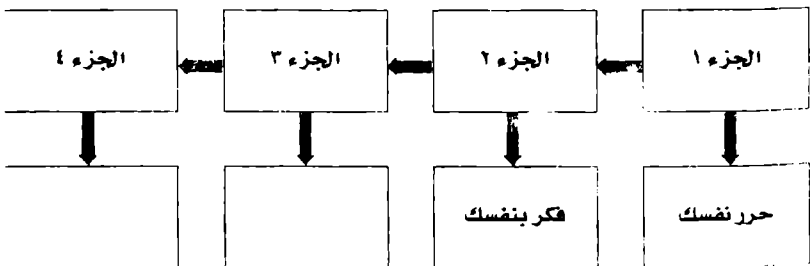 الجزء ١
الجزء ٢
الجزء ٣
الجزء ٤
حرر نفسك
فكر بنفسك